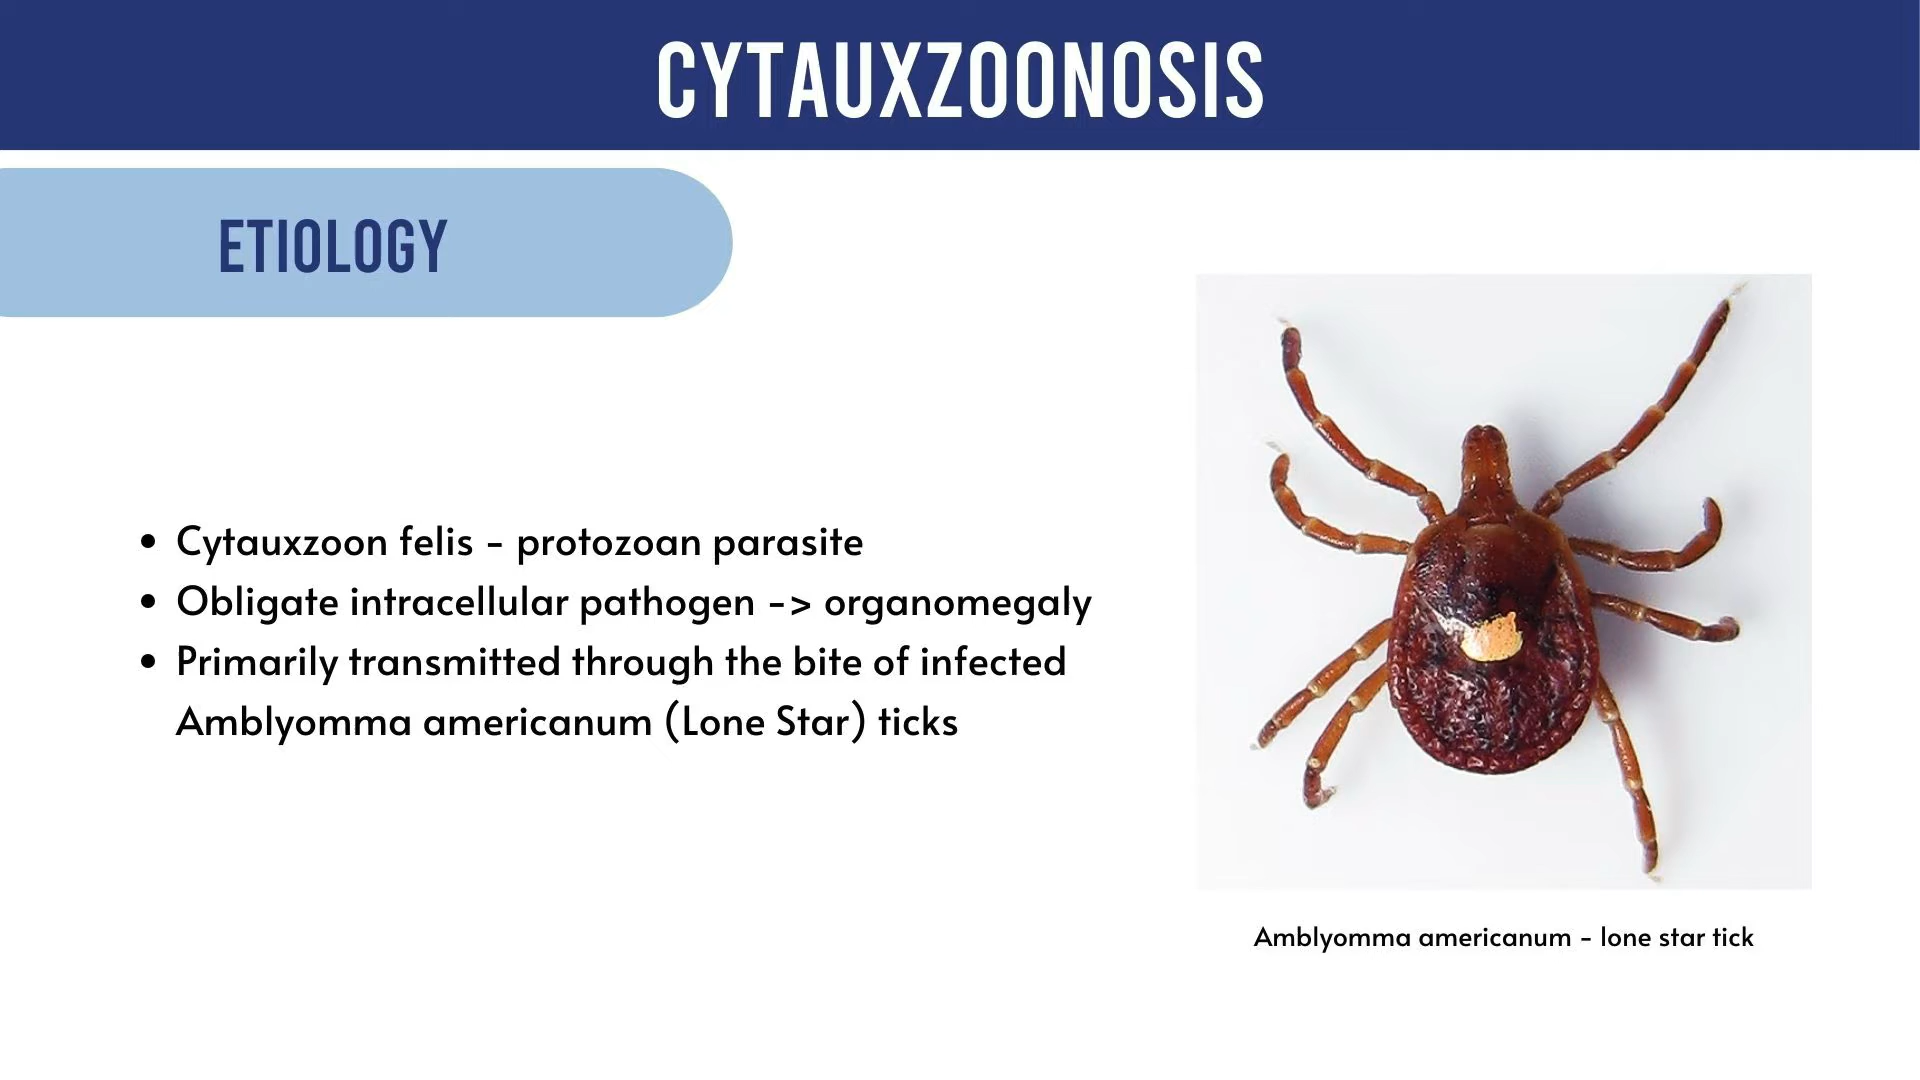 CYTAUXZOONOSIS
ETIOLOGY
• Cytauxzoon felis - protozoan parasite
• Obligate intracellular pathogen -> organomegaly
• Primarily transmitted through the bite of infected
Amblyomma americanum (Lone Star) ticks
Amblyomma americanum - lone star tick